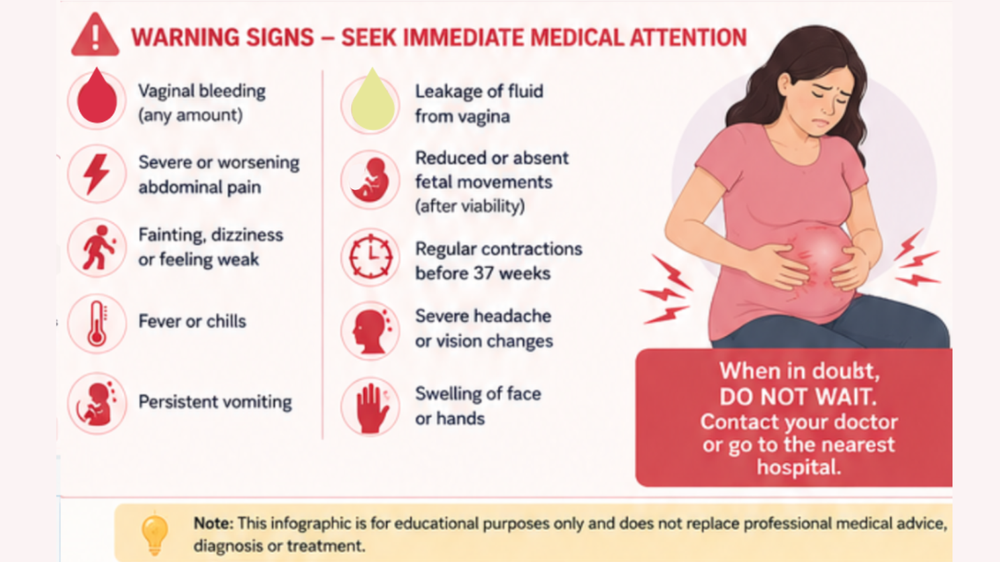 WARNING SIGNS – SEEK IMMEDIATE MEDICAL ATTENTION
Vaginal bleeding
(any amount)
Severe or worsening
abdominal pain
Fainting, dizziness
or feeling weak
Fever or chills
Persistent vomiting
Leakage of fluid
from vagina
Reduced or absent
fetal movements
(after viability)
Regular contractions
before 37 weeks
Severe headache
or vision changes
Swelling of face
or hands
When in doubt,
DO NOT WAIT.
Contact your doctor
or go to the nearest
hospital.
Note: This infographic is for educational purposes only and does not replace professional medical advice,
diagnosis or treatment.